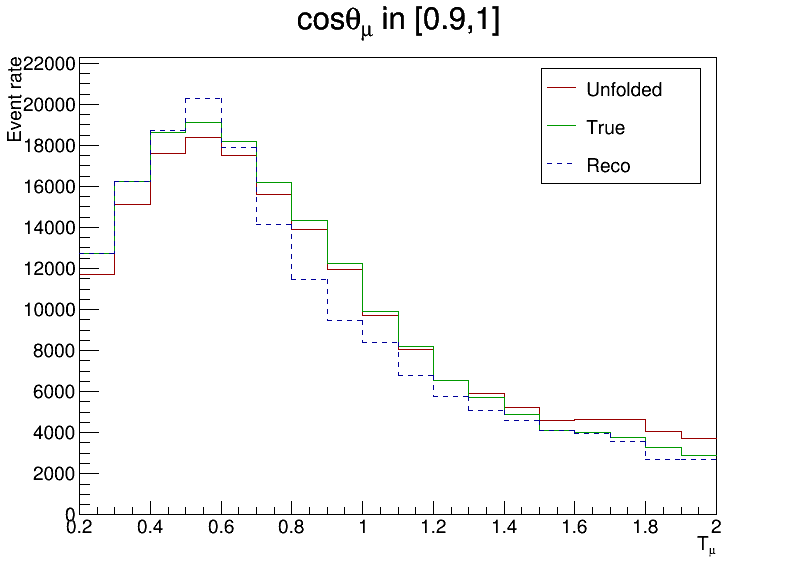 cosθμ in [0.9,1]
Event rate
22000
20000
18000
16000
14000
12000
10000
8000
6000
4000
2000
0
Unfolded
True
Reco
0.2 0.4 0.6 0.8 1 1.2 1.4 1.6 1.8 2
Tμ